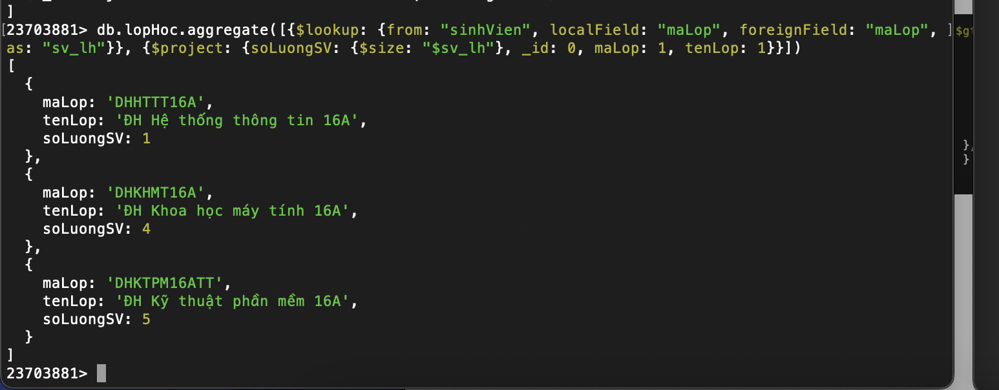 ]
[23703881> db.lopHoc.aggregate([{$lookup: {from: "sinhVien", localField: "maLop", foreignField: "maLop", ]
as: "sv_lh"}}, {$project: {soLuongSV: {$size: "$sv_lh"}, _id: 0, maLop: 1, tenLop: 1}}])
[
  {
    maLop: 'DHHTTT16A',
    tenLop: 'ĐH Hệ thống thông tin 16A',
    soLuongSV: 1
  },
  {
    maLop: 'DHKHMT16A',
    tenLop: 'ĐH Khoa học máy tính 16A',
    soLuongSV: 4
  },
  {
    maLop: 'DHKTPM16ATT',
    tenLop: 'ĐH Kỹ thuật phần mềm 16A',
    soLuongSV: 5
  }
]
23703881>
},
}